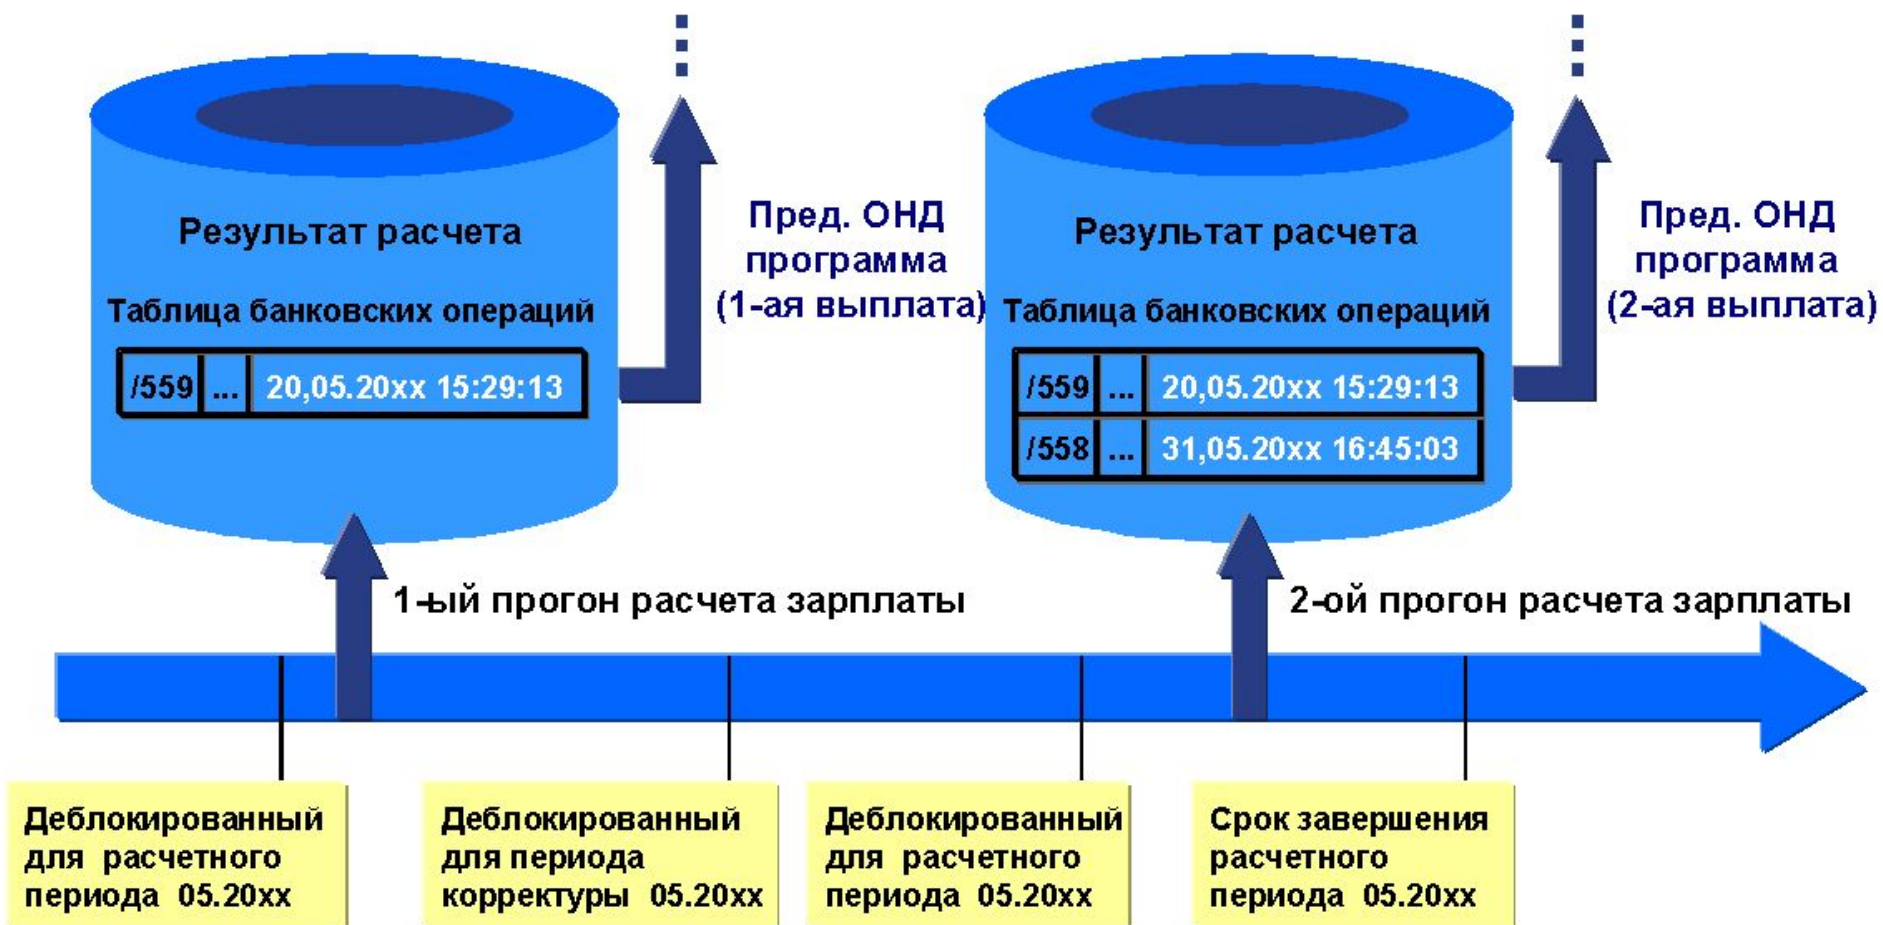 Результат расчета
Таблица банковских операций
/559 ... 20,05.20xx 15:29:13
Пред. ОНД
программа
(1-ая выплата)
Результат расчета
Таблица банковских операций
/559 ... 20,05.20xx 15:29:13
/558 ... 31,05.20xx 16:45:03
Пред. ОНД
программа
(2-ая выплата)
1-ый прогон расчета зарплаты
2-ой прогон расчета зарплаты
Деблокированный
для расчетного
периода 05.20xx
Деблокированный
для периода
корректуры 05.20xx
Деблокированный
для расчетного
периода 05.20xx
Срок завершения
расчетного
периода 05.20xx